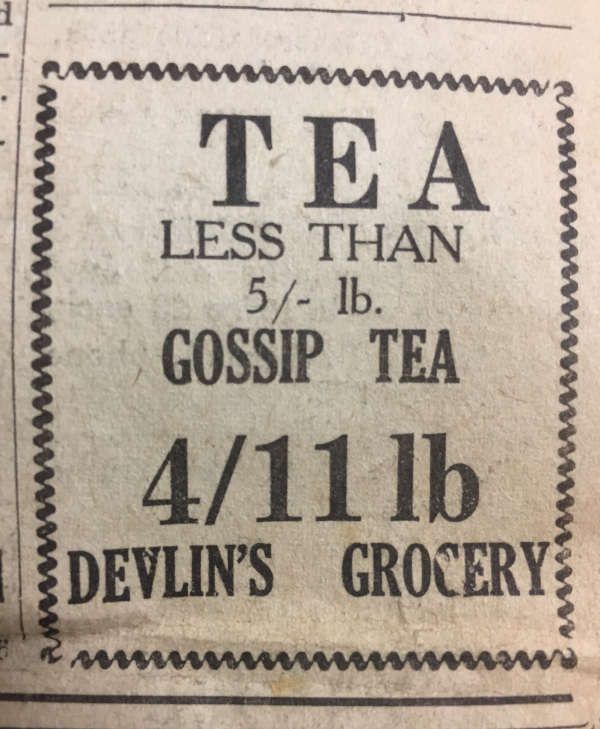 TEA
LESS THAN
5/- lb.
GOSSIP TEA
4/11 lb
DEVLIN'S GROCERY